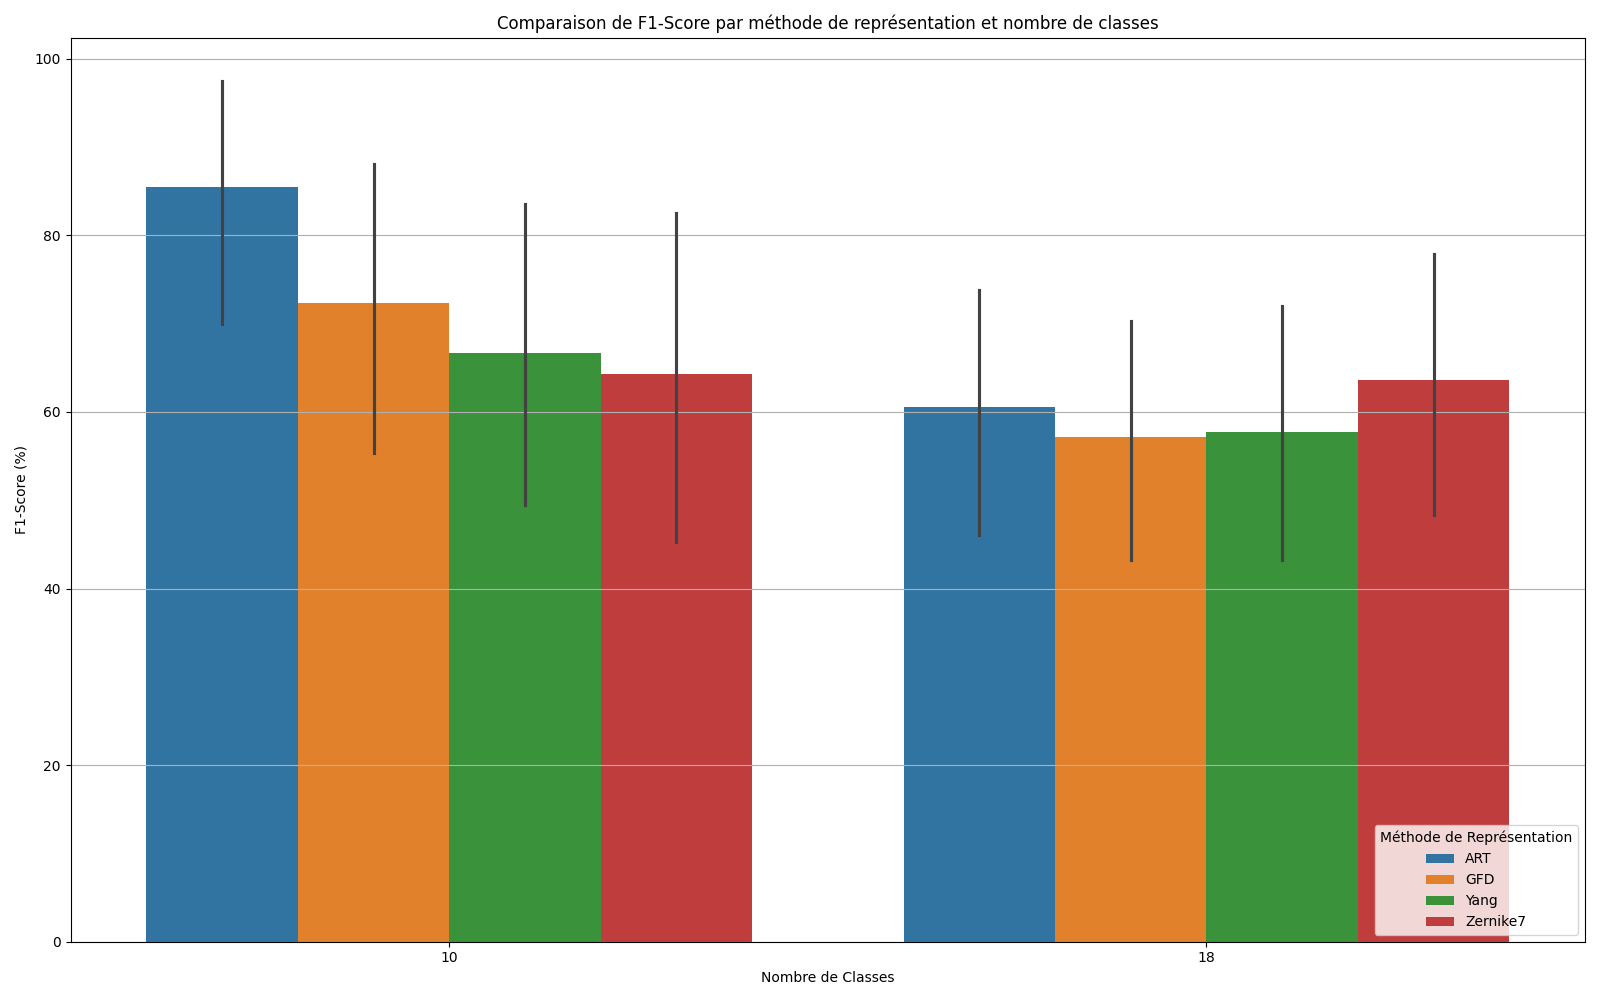 Comparaison de F1-Score par méthode de représentation et nombre de classes
100
80
60
40
20
0
F1-Score (%)
10
18
Nombre de Classes
Méthode de Représentation
ART
GFD
Yang
Zernike7